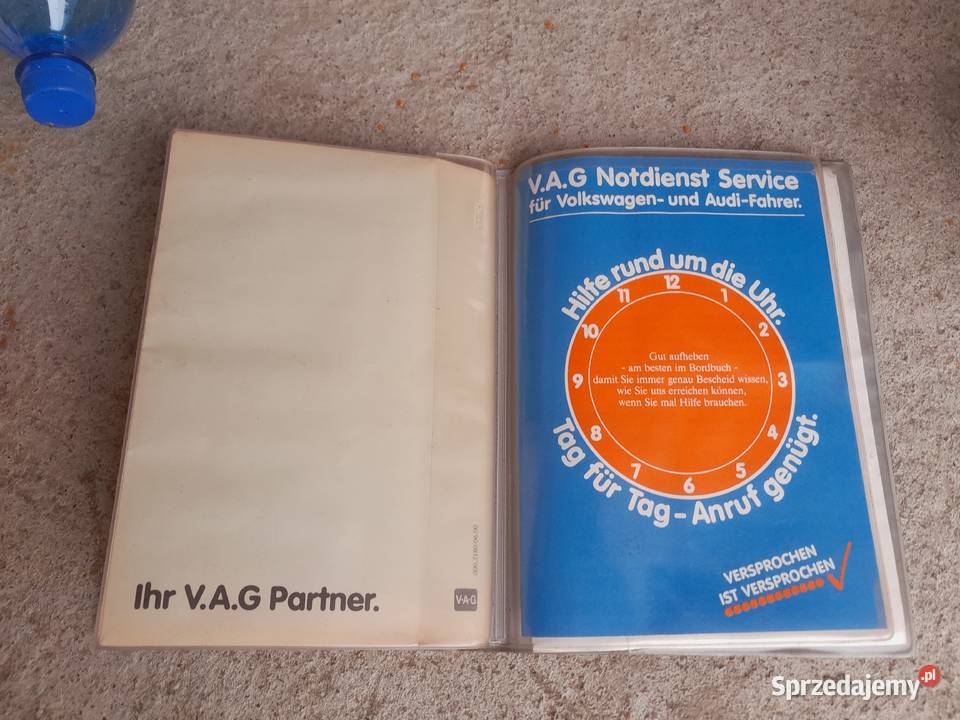 Ihr V.A.G Partner.
V·A·G
V.A.G Notdienst Service
für Volkswagen- und Audi-Fahrer.
Hilfe rund um die Uhr.
12
1
2
3
4
5
6
7
8
9
10
11
Gut aufheben
- am besten im Bordbuch -
damit Sie immer genau Bescheid wissen,
wie Sie uns erreichen können,
wenn Sie mal Hilfe brauchen.
Tag für Tag – Anruf genügt.
VERSPROCHEN
IST VERSPROCHEN
Sprzedajemy.pl